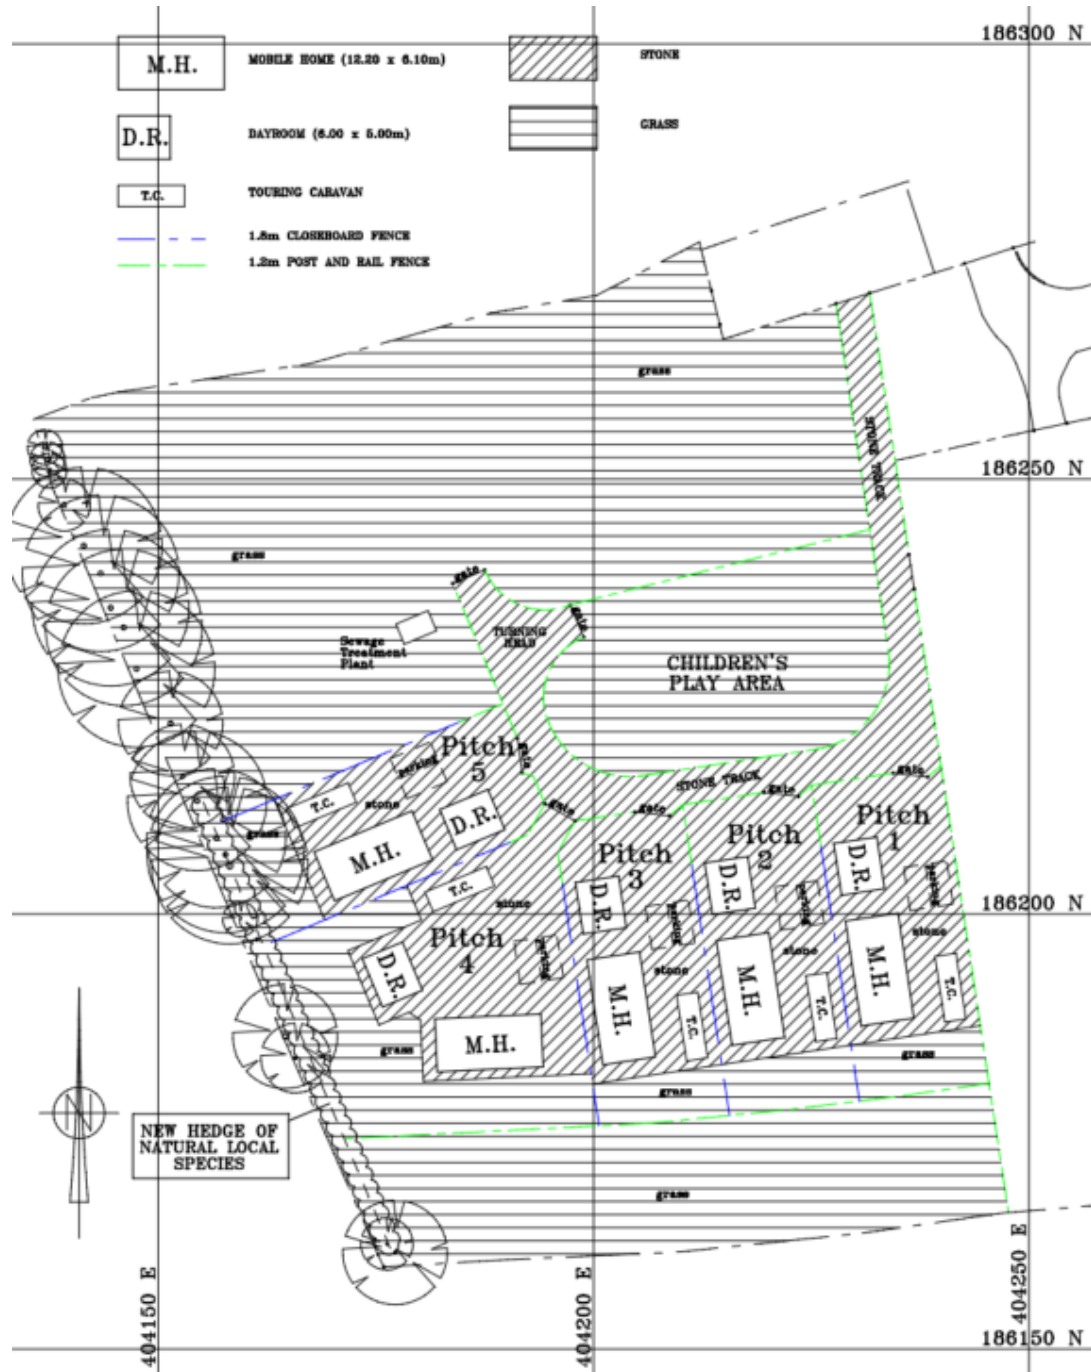 186300 N
M.H.
MOBILE HOME (12.20 x 6.10m)
STONE
D.R.
DAYROOM (6.00 x 5.00m)
GRASS
T.C.
TOURING CARAVAN
1.8m CLOSEBOARD FENCE
1.2m POST AND RAIL FENCE
grass
STONE TRACK
186250 N
grass
gate
gate
TURNING
HEAD
Sewage
Treatment
Plant
CHILDREN'S
PLAY AREA
Pitch
5
parking
gate
STONE TRACK
gate
gate
gate
gate
T.C.
stone
grass
D.R.
M.H.
Pitch
1
Pitch
2
Pitch
3
D.R.
D.R.
D.R.
parking
parking
parking
T.C.
stone
186200 N
Pitch
4
parking
D.R.
stone
stone
stone
M.H.
M.H.
M.H.
M.H.
T.C.
T.C.
T.C.
grass
grass
grass
N
NEW HEDGE OF
NATURAL LOCAL
SPECIES
grass
404150 E
404200 E
404250 E
186150 N